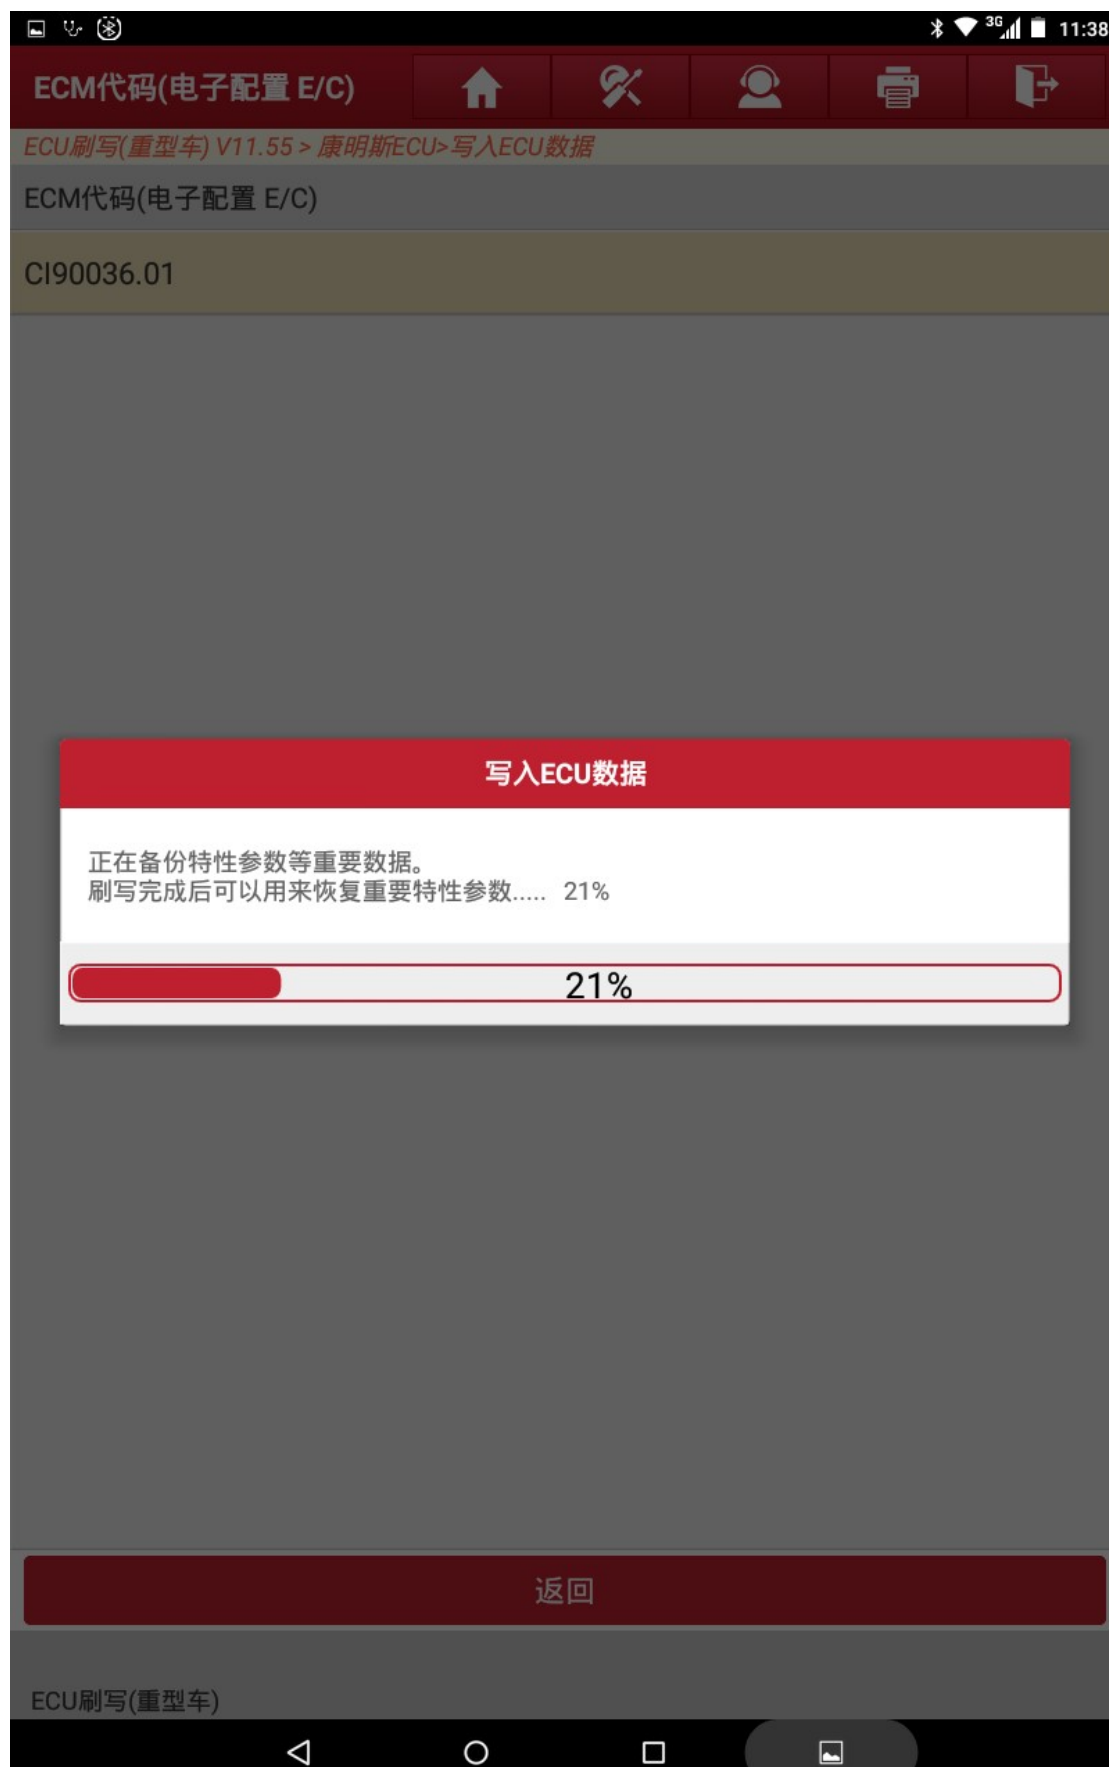 3G
11:38
ECM代码(电子配置 E/C)
ECU刷写(重型车) V11.55 > 康明斯ECU>写入ECU数据
ECM代码(电子配置 E/C)
CI90036.01
写入ECU数据
正在备份特性参数等重要数据。
刷写完成后可以用来恢复重要特性参数..... 21%
21%
返回
ECU刷写(重型车)